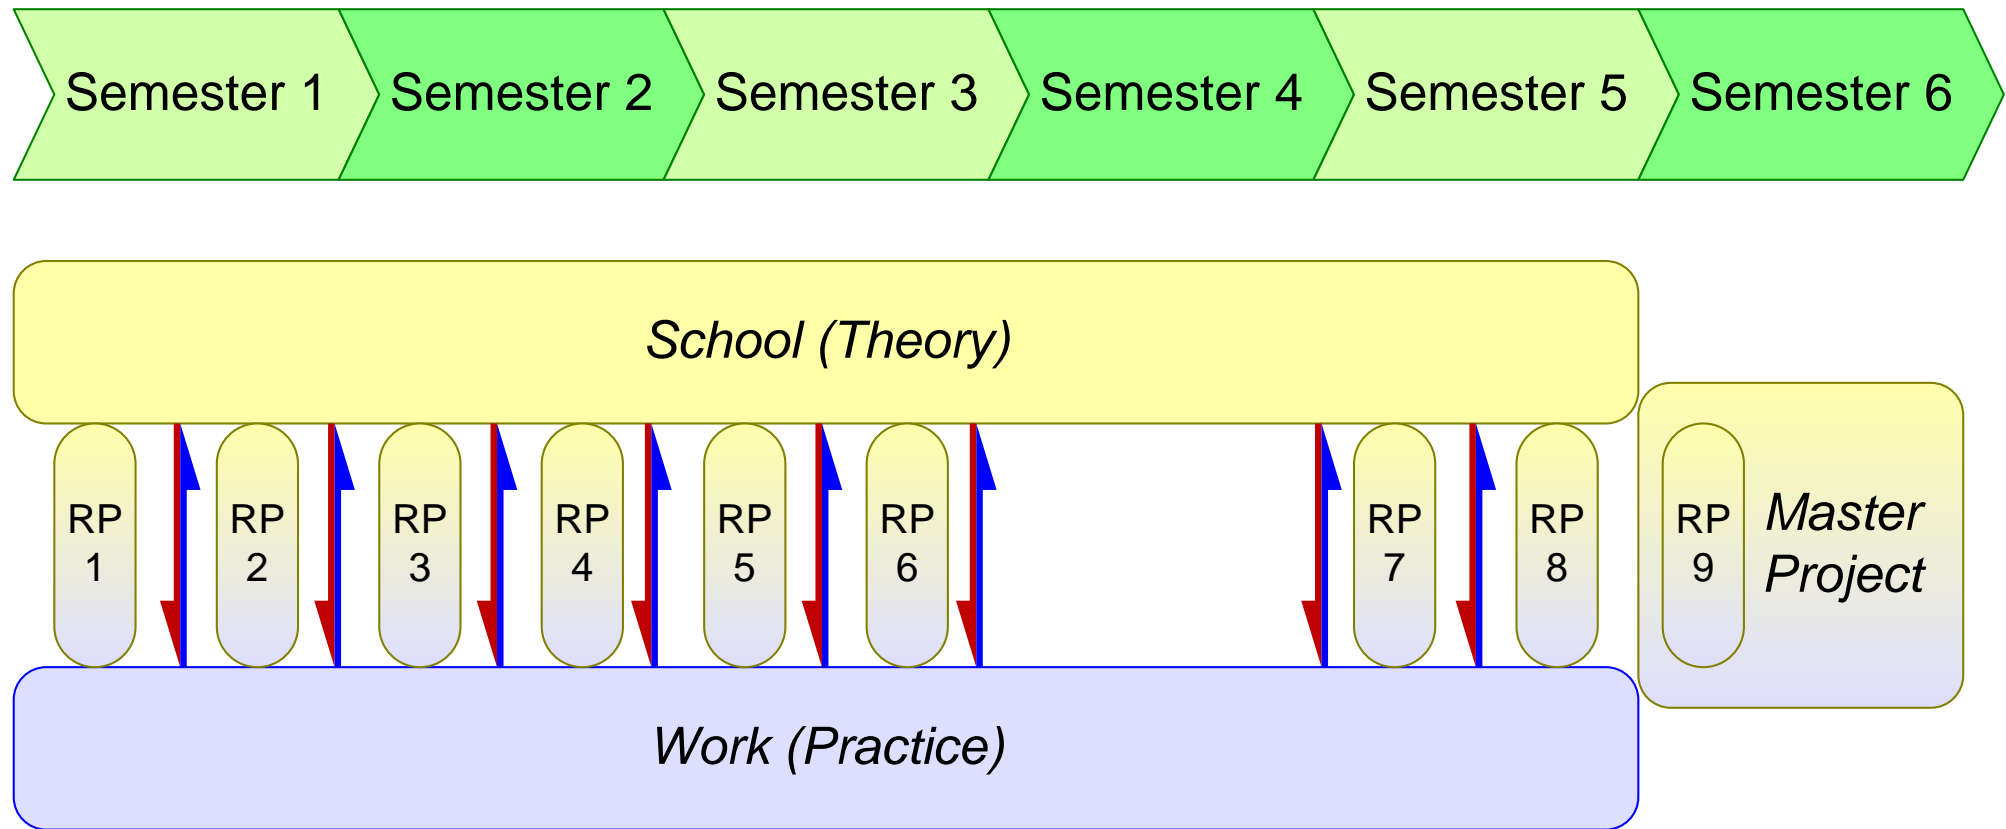 Semester 1
Semester 2
Semester 3
Semester 4
Semester 5
Semester 6
School (Theory)
RP
1
RP
2
RP
3
RP
4
RP
5
RP
6
RP
7
RP
8
RP
9
Master
Project
Work (Practice)